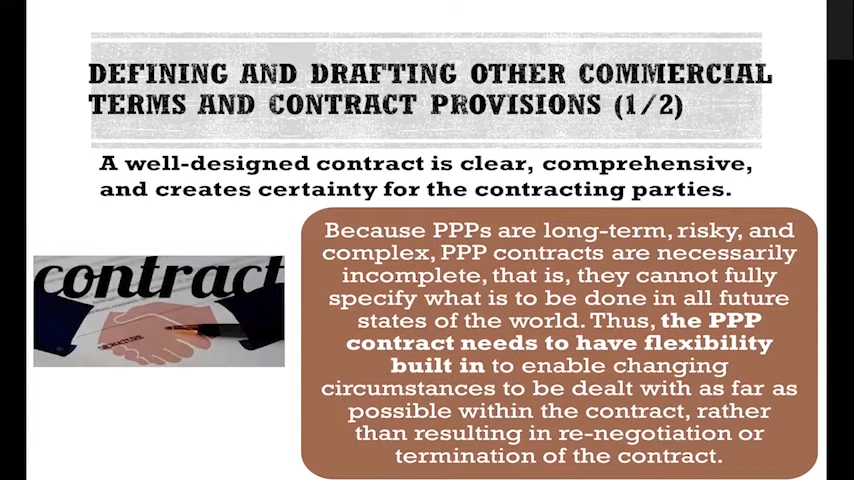 DEFINING AND DRAFTING OTHER COMMERCIAL
TERMS AND CONTRACT PROVISIONS (1/2)
A well-designed contract is clear, comprehensive,
and creates certainty for the contracting parties.
contract
SIGNATURE
Because PPPs are long-term, risky, and
complex, PPP contracts are necessarily
incomplete, that is, they cannot fully
specify what is to be done in all future
states of the world. Thus, the PPP
contract needs to have flexibility
built in to enable changing
circumstances to be dealt with as far as
possible within the contract, rather
than resulting in re-negotiation or
termination of the contract.